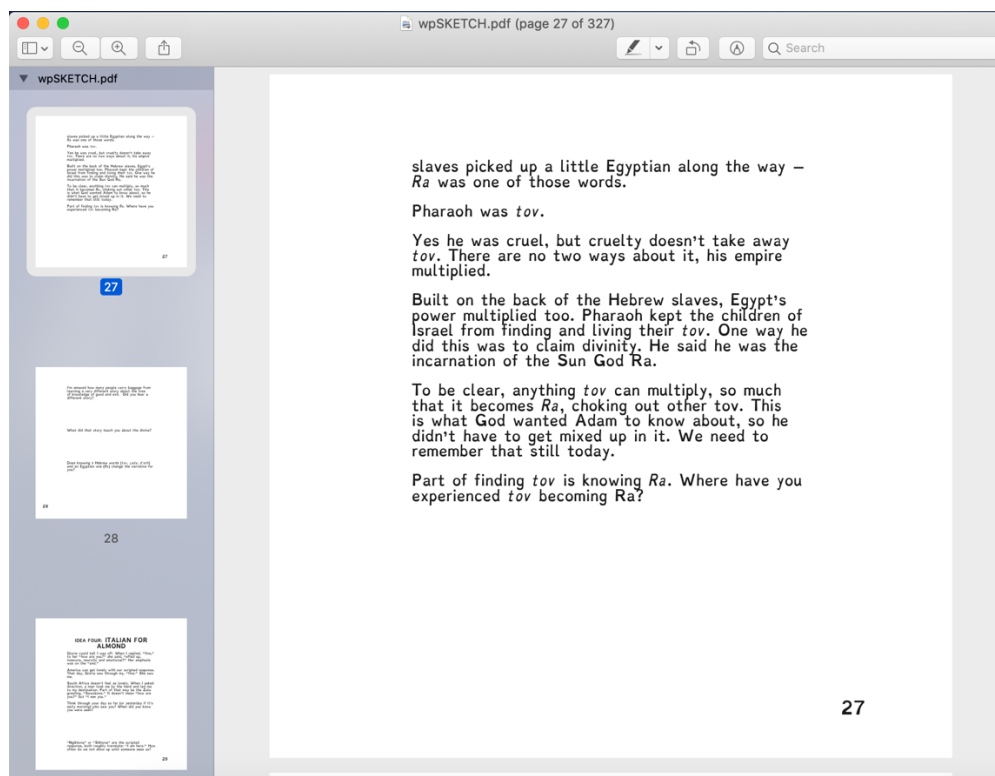 wpSKETCH.pdf (page 27 of 327)
Search
wpSKETCH.pdf
slaves picked up a little Egyptian along the way –
Ra was one of those words.
Pharaoh was tov.
Yes he was cruel, but cruelty doesn't take away
tov. There are no two ways about it, his empire
multiplied.
Built on the back of the Hebrew slaves, Egypt's
power multiplied too. Pharaoh kept the children of
Israel from finding and living their tov. One way he
did this was to claim divinity. He said he was the
incarnation of the Sun God Ra.
To be clear, anything tov can multiply, so much
that it becomes Ra, choking out other tov. This
is what God wanted Adam to know about, so he
didn't have to get mixed up in it. We need to
remember that still today.
Part of finding tov is knowing Ra. Where have you
experienced tov becoming Ra?
27
27
28
IDEA FOUR: ITALIAN FOR
ALMOND
29